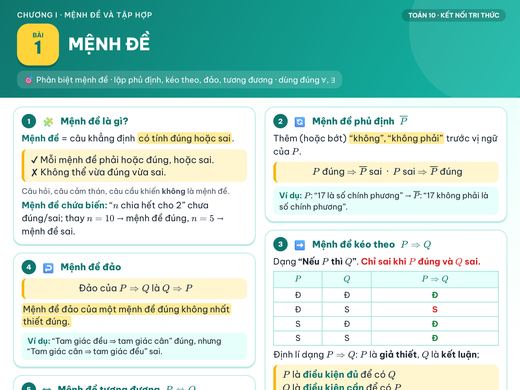 CHƯƠNG I · MỆNH ĐỀ VÀ TẬP HỢP
TOÁN 10 · KẾT NỐI TRI THỨC
BÀI
1
MỆNH ĐỀ
🎯 Phân biệt mệnh đề · lập phủ định, kéo theo, đảo, tương đương · dùng đúng ∀, ∃
1 Mệnh đề là gì?
Mệnh đề = câu khẳng định có tính đúng hoặc sai.
✓ Mỗi mệnh đề phải hoặc đúng, hoặc sai.
✗ Không thể vừa đúng vừa sai.
Câu hỏi, câu cảm thán, câu cầu khiến không là mệnh đề.
Mệnh đề chứa biến: “n chia hết cho 2” chưa
đúng/sai; thay n = 10 → mệnh đề đúng, n = 5 →
mệnh đề sai.
4 Mệnh đề đảo
Đảo của P ⇒ Q là Q ⇒ P
Mệnh đề đảo của một mệnh đề đúng không nhất
thiết đúng.
Ví dụ: “Tam giác đều ⇒ tam giác cân” đúng, nhưng
“Tam giác cân ⇒ tam giác đều” sai.
5 Mệnh đề tương đương P ⇔ Q
2 Mệnh đề phủ định P̅
Thêm (hoặc bớt) “không”, “không phải” trước vị ngữ
của P.
P đúng ⇒ P̅ sai · P sai ⇒ P̅ đúng
Ví dụ: P: “17 là số chính phương” → P̅: “17 không phải là
số chính phương”.
3 Mệnh đề kéo theo P ⇒ Q
Dạng “Nếu P thì Q”. Chỉ sai khi P đúng và Q sai.
P Q P ⇒ Q
Đ Đ Đ
Đ S S
S Đ Đ
S S Đ
Định lí dạng P ⇒ Q: P là giả thiết, Q là kết luận;
P là điều kiện đủ để có Q
Q là điều kiện cần để có P